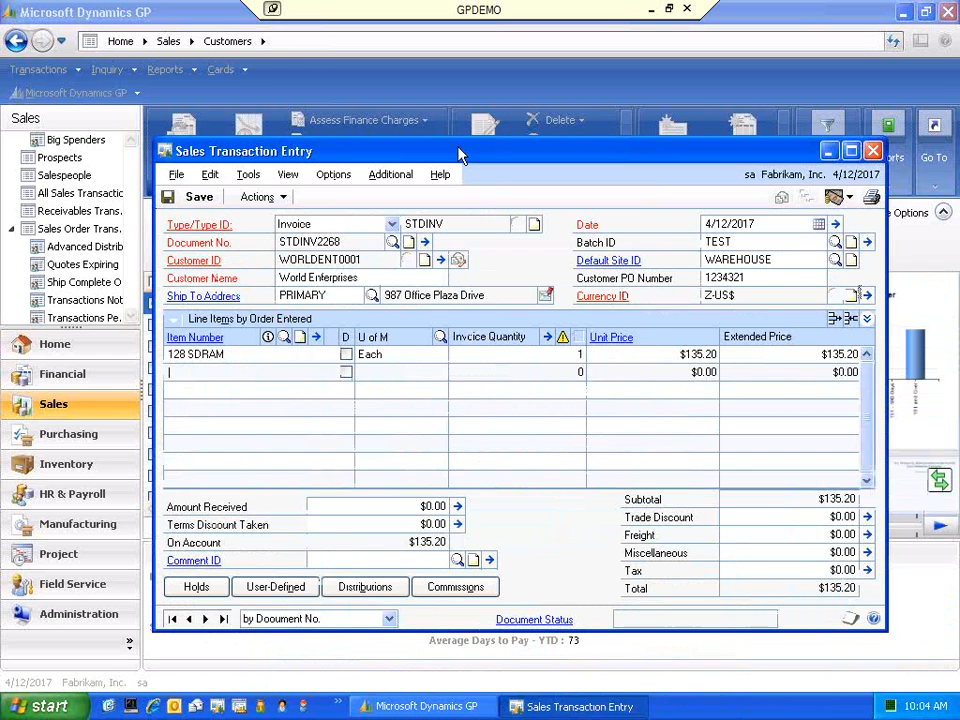 Microsoft Dynamics GP
GPDEMO
Home
Sales
Customers
Transactions
Inquiry
Reports
Cards
Microsoft Dynamics GP
Sales
Big Spenders
Prospects
Salespeople
All Sales Transactic
Receivables Tran.
Sales Order Tran.
Advanced Distrib
Quotes Expiring
Ship Complete O
Transactions Not
Transactions Pe.
Home
Financial
Sales
Purchasing
Inventory
HR & Payroll
Manufacturing
Project
Field Service
Administration
Assess Finance Charges
Delete
orts
Go To
Options
Sales Transaction Entry
File Edit Tools View Options Additional Help
sa Fabrikam, Inc. 4/12/2017
Save
Actions
Type/Type ID: Invoice STDINV
Date 4/12/2017
Document No. STDINV2268
Batch ID TEST
Customer ID WORLDENT0001
Default Site ID WAREHOUSE
Customer Name World Enterprises
Customer PO Number 1234321
Ship To Address PRIMARY 987 Office Plaza Drive
Currency ID Z-US$
Line Items by Order Entered
Item Number D U of M Invoice Quantity Unit Price Extended Price
128 SDRAM Each 1 $135.20 $135.20
0 $0.00 $0.00
Amount Received $0.00
Terms Discount Taken $0.00
On Account $135.20
Comment ID
Subtotal $135.20
Trade Discount $0.00
Freight $0.00
Miscellaneous $0.00
Tax $0.00
Total $135.20
Holds
User-Defined
Distributions
Commissions
by Document No.
Document Status
Average Days to Pay - YTD : 73
4/12/2017 Fabrikam, Inc. sa
start
Microsoft Dynamics GP
Sales Transaction Entry
10:04 AM